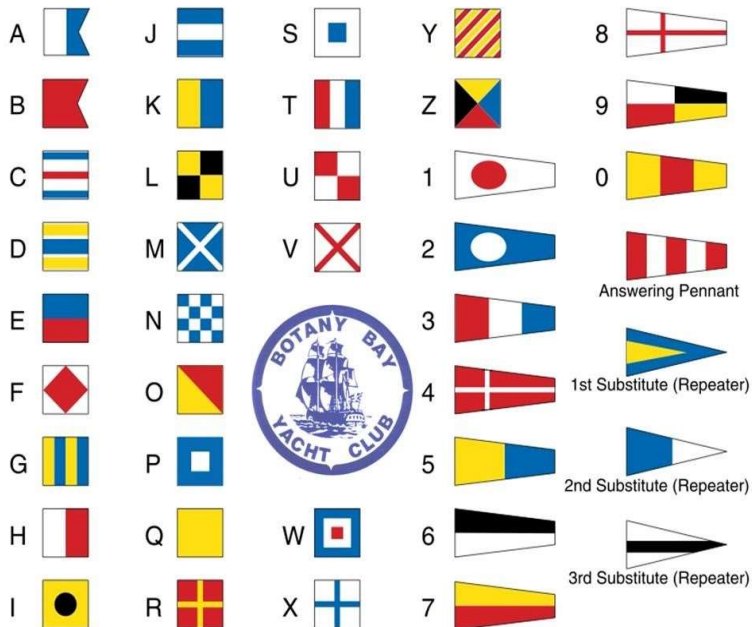 A
B
C
D
E
F
G
H
I
J
K
L
M
N
O
P
Q
R
S
T
U
V
BOTANY BAY
YACHT CLUB
W
X
Y
Z
1
2
3
4
5
6
7
8
9
0
Answering Pennant
1st Substitute (Repeater)
2nd Substitute (Repeater)
3rd Substitute (Repeater)